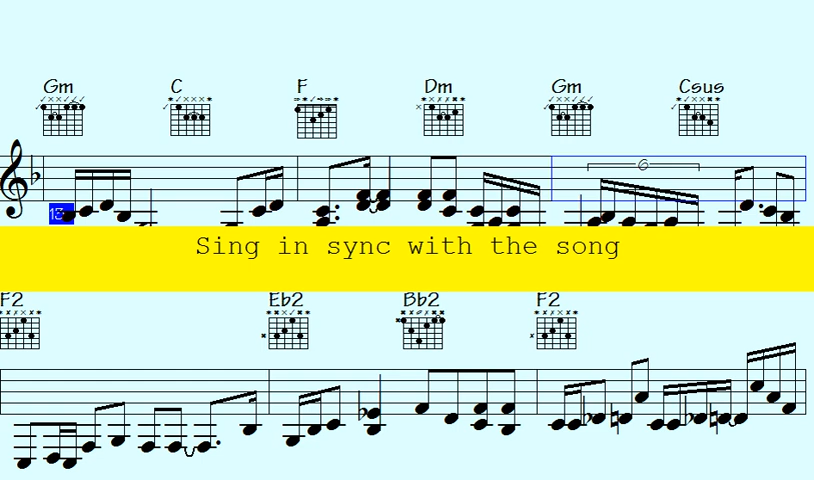 Gm C F Dm Gm Csus
6
13
Sing in sync with the song
F2 Eb2 Bb2 F2